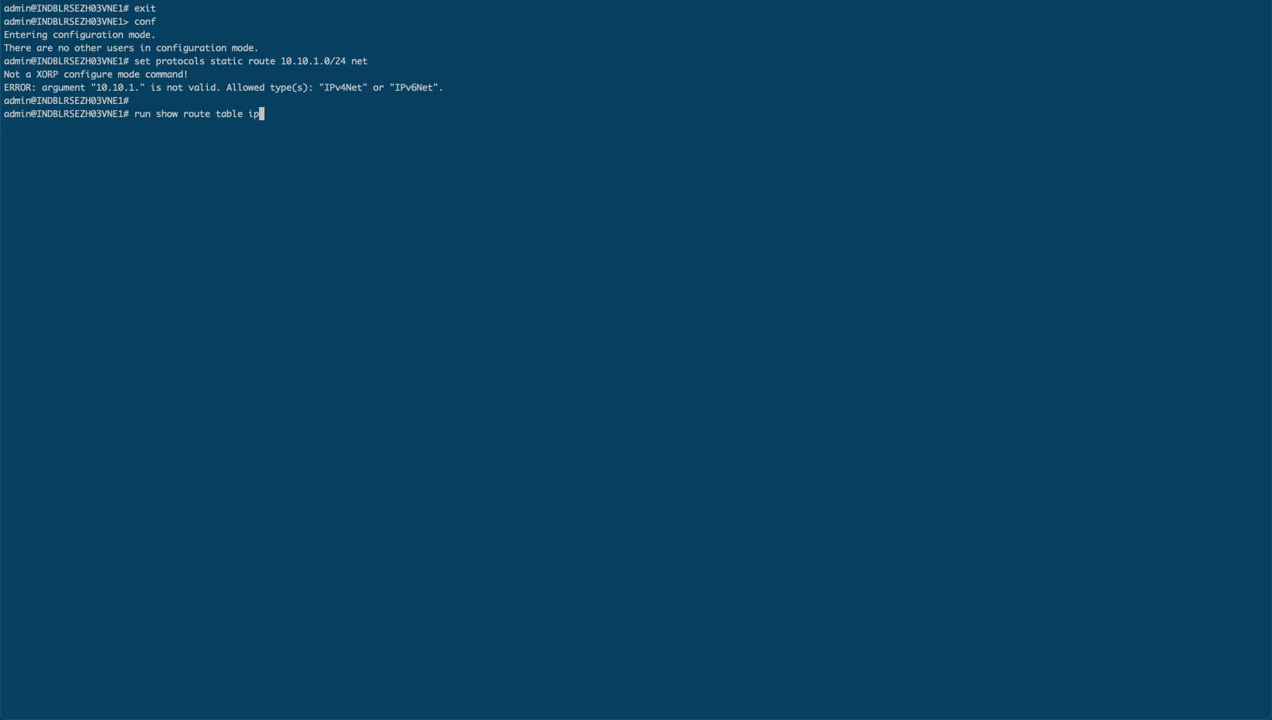 admin@INDBLRSEZH03VNE1# exit
admin@INDBLRSEZH03VNE1> conf
Entering configuration mode.
There are no other users in configuration mode.
admin@INDBLRSEZH03VNE1# set protocols static route 10.10.1.0/24 net
Not a XORP configure mode command!
ERROR: argument "10.10.1." is not valid. Allowed type(s): "IPv4Net" or "IPv6Net".
admin@INDBLRSEZH03VNE1#
admin@INDBLRSEZH03VNE1# run show route table ip